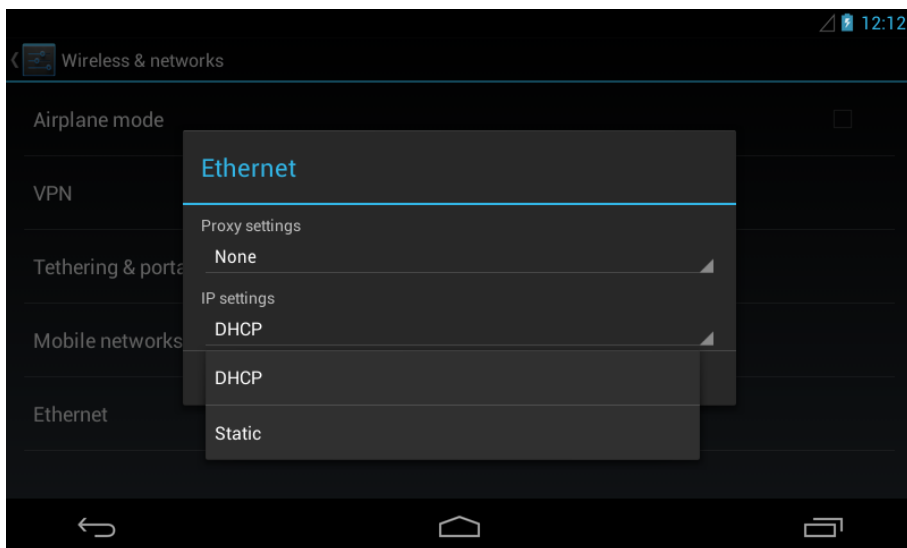 12:12
Wireless & networks
Airplane mode
Ethernet
VPN
Proxy settings
None
Tethering & porta
IP settings
DHCP
Mobile networks
DHCP
Ethernet
Static